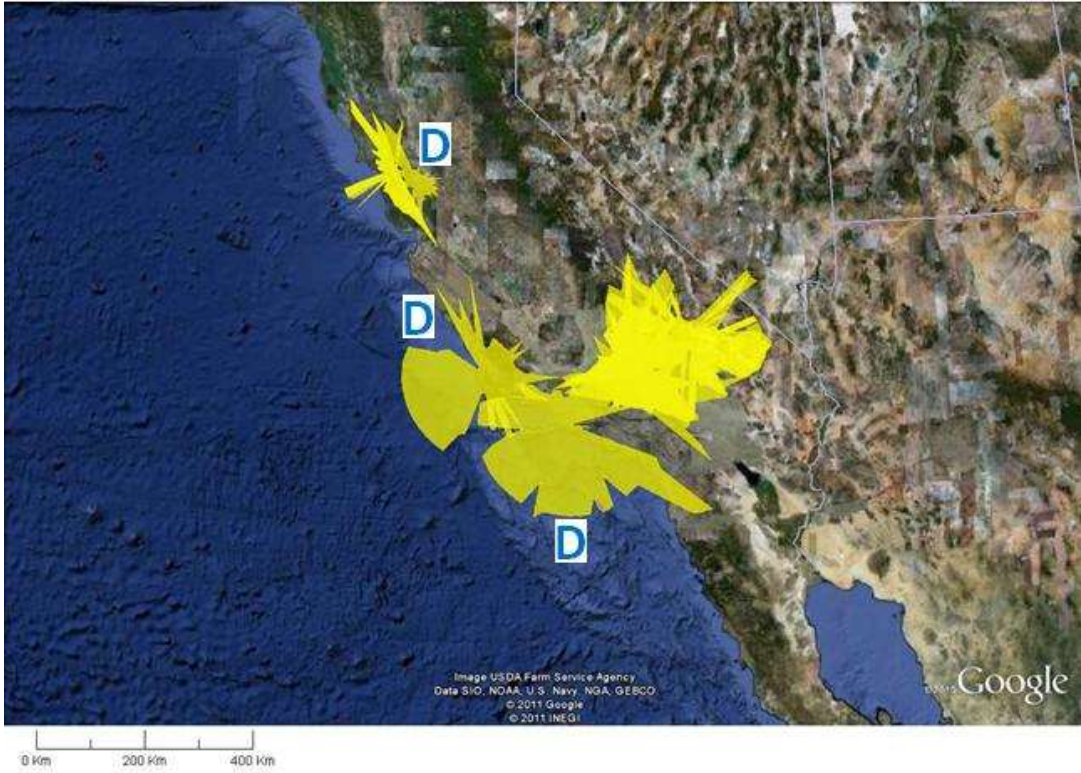 D
D
D
Image USDA Farm Service Agency
Data SIO, NOAA, U.S. Navy, NGA, GEBCO
© 2011 Google
© 2011 INEGI
Google
0 Km 200 Km 400 Km